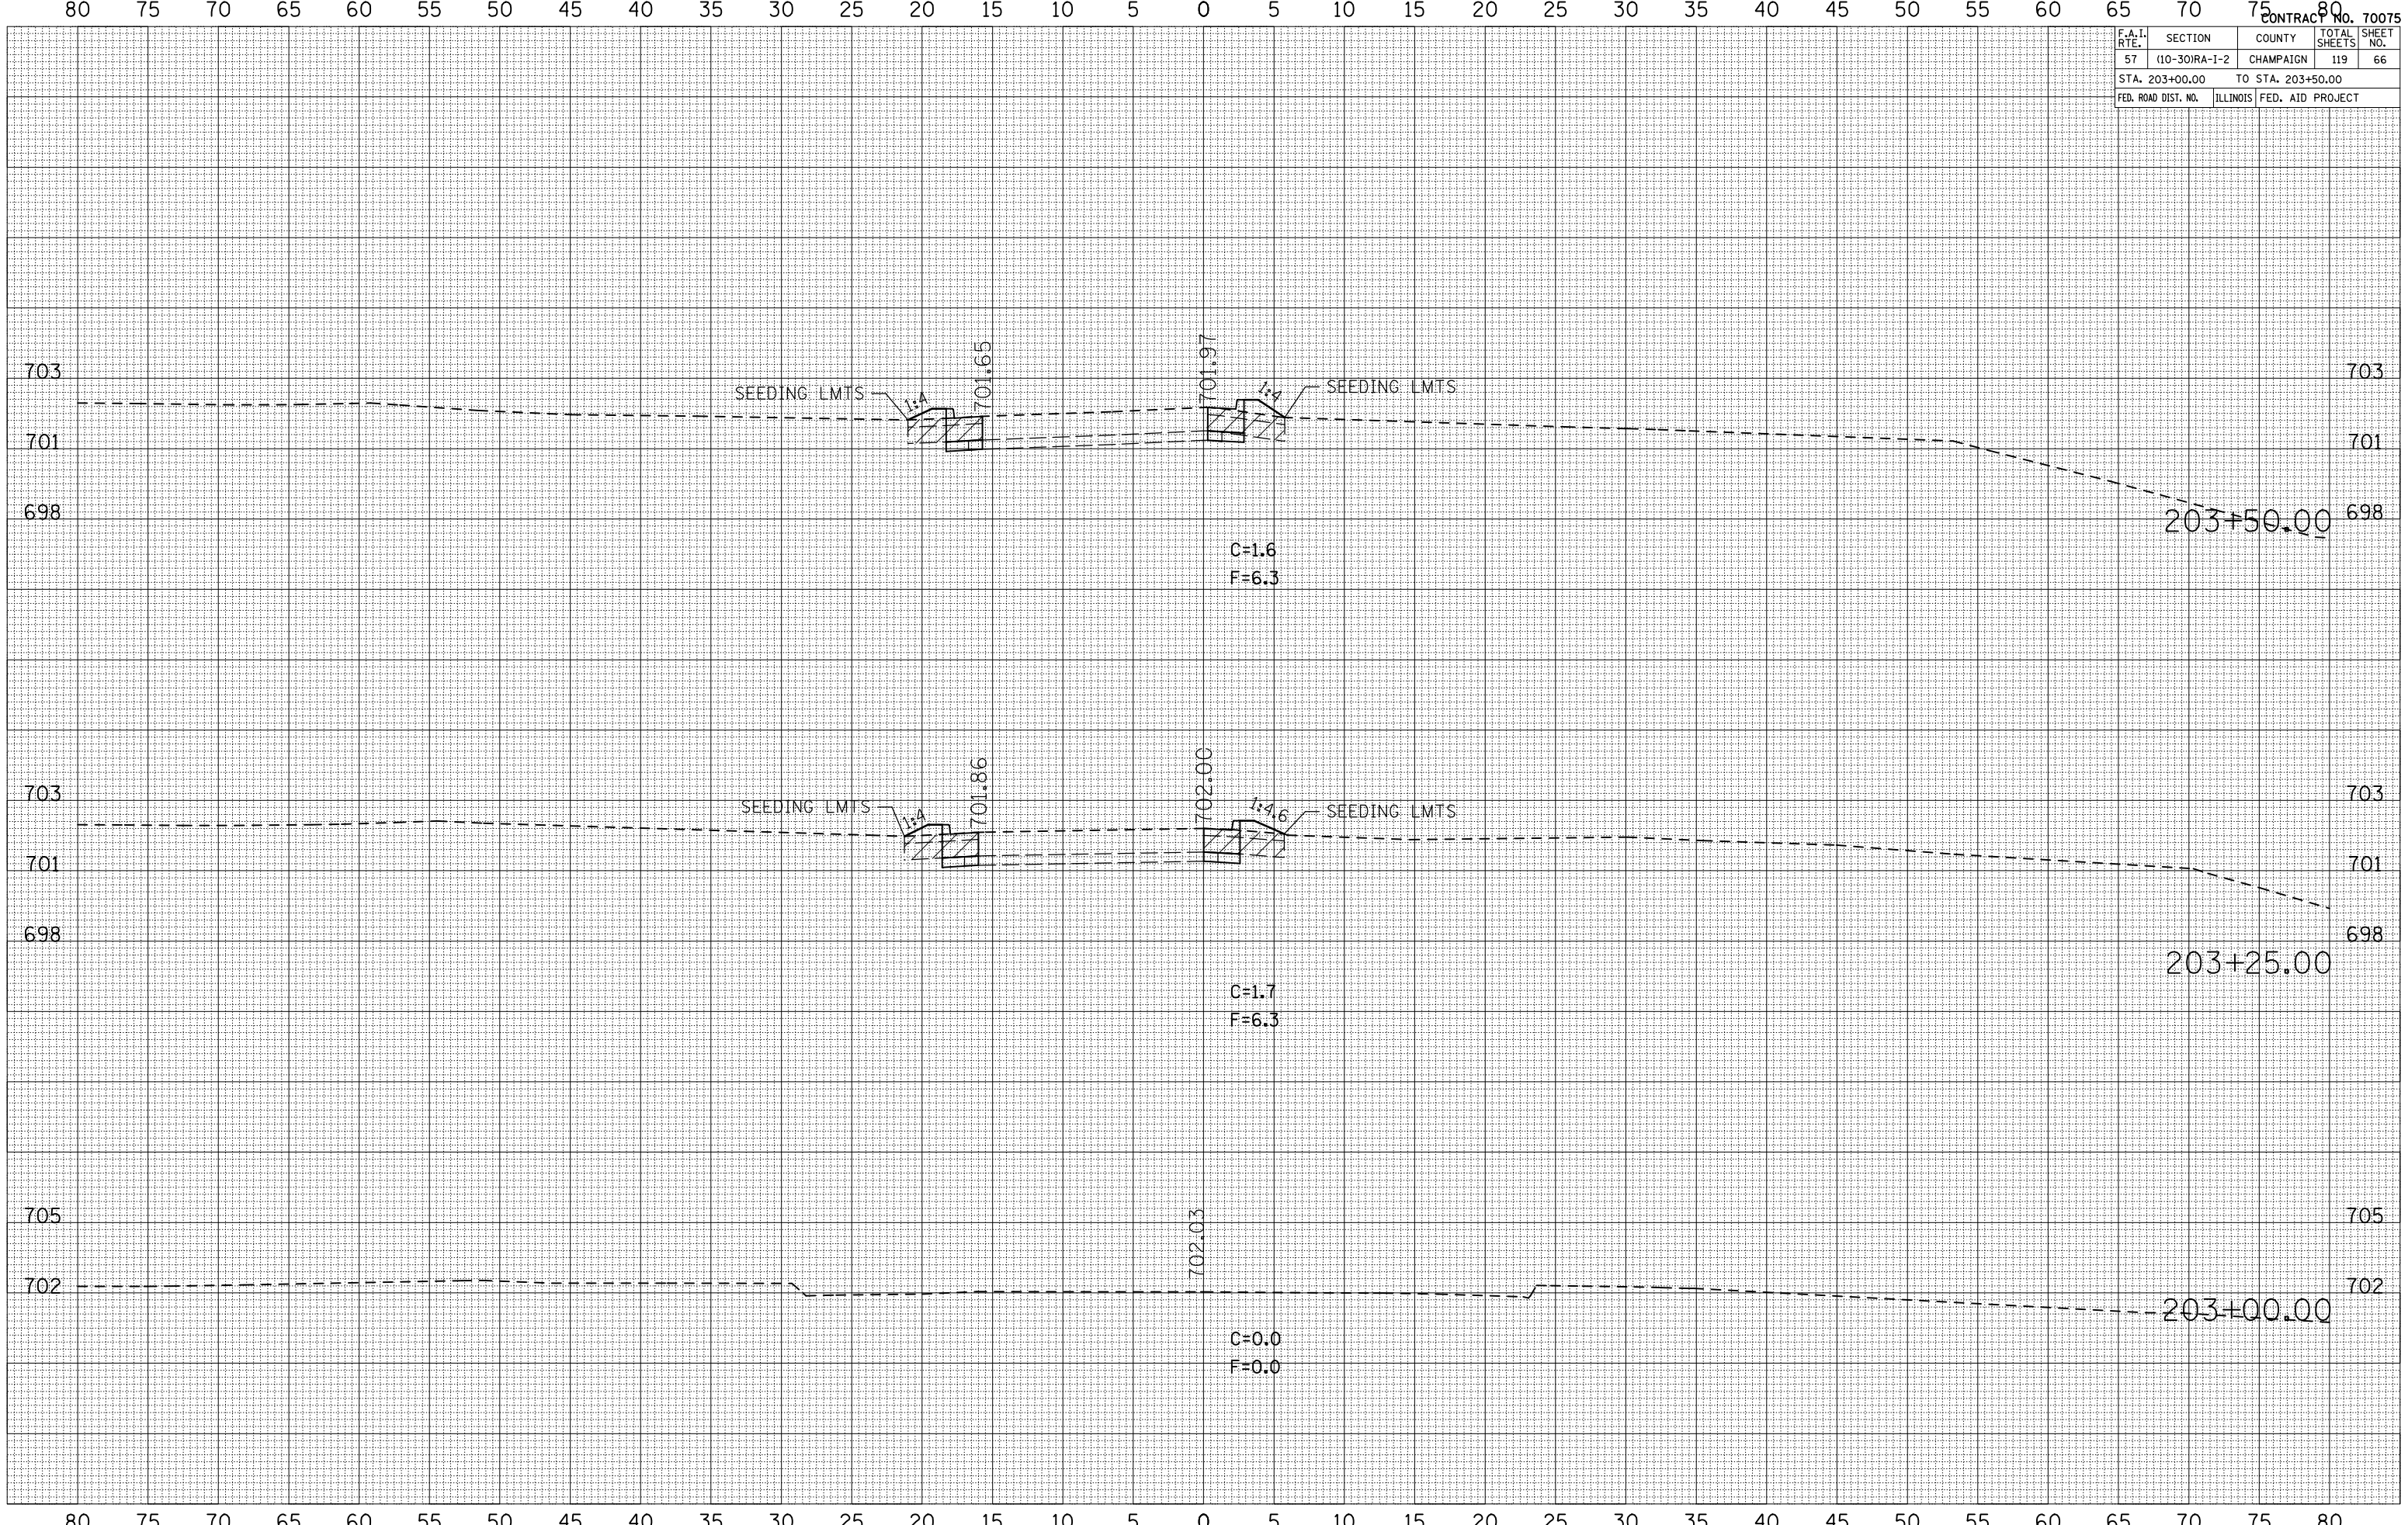 80 75 70 65 60 55 50 45 40 35 30 25 20 15 10 5 0 5 10 15 20 25 30 35 40 45 50 55 60 65 70 75 80
CONTRACT NO. 70075
F.A.I. RTE. SECTION COUNTY TOTAL SHEETS SHEET NO.
57 (10-30)RA-I-2 CHAMPAIGN 119 66
STA. 203+00.00 TO STA. 203+50.00
FED. ROAD DIST. NO. ILLINOIS FED. AID PROJECT
701.65 701.97
703 703
SEEDING LMTS 1:4 1:4 SEEDING LMTS
701 701
698 698
203+50.00
C=1.6
F=6.3
701.86 702.00
703 703
SEEDING LMTS 1:4 1:4.6 SEEDING LMTS
701 701
698 698
203+25.00
C=1.7
F=6.3
705 705
702.03
702 702
203+00.00
C=0.0
F=0.0
80 75 70 65 60 55 50 45 40 35 30 25 20 15 10 5 0 5 10 15 20 25 30 35 40 45 50 55 60 65 70 75 80